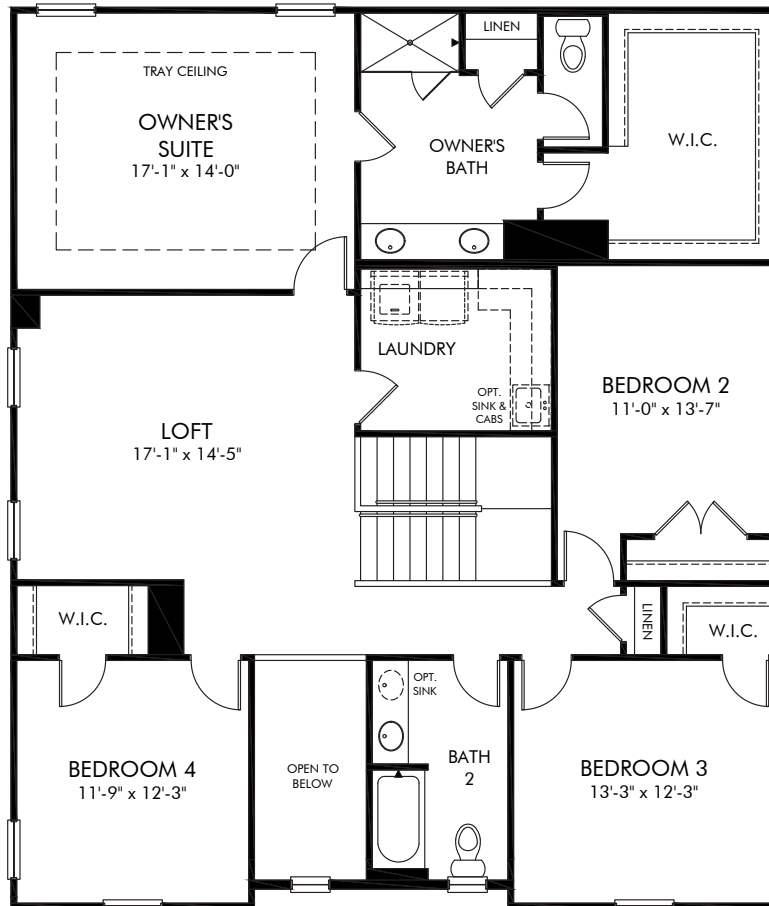 LINEN
TRAY CEILING
OWNER'S
SUITE
17'-1" x 14'-0"
OWNER'S
BATH
W.I.C.
LAUNDRY
OPT.
SINK &
CABS
BEDROOM 2
11'-0" x 13'-7"
LOFT
17'-1" x 14'-5"
W.I.C.
LINEN
W.I.C.
OPT.
SINK
BEDROOM 4
11'-9" x 12'-3"
OPEN TO
BELOW
BATH
2
BEDROOM 3
13'-3" x 12'-3"